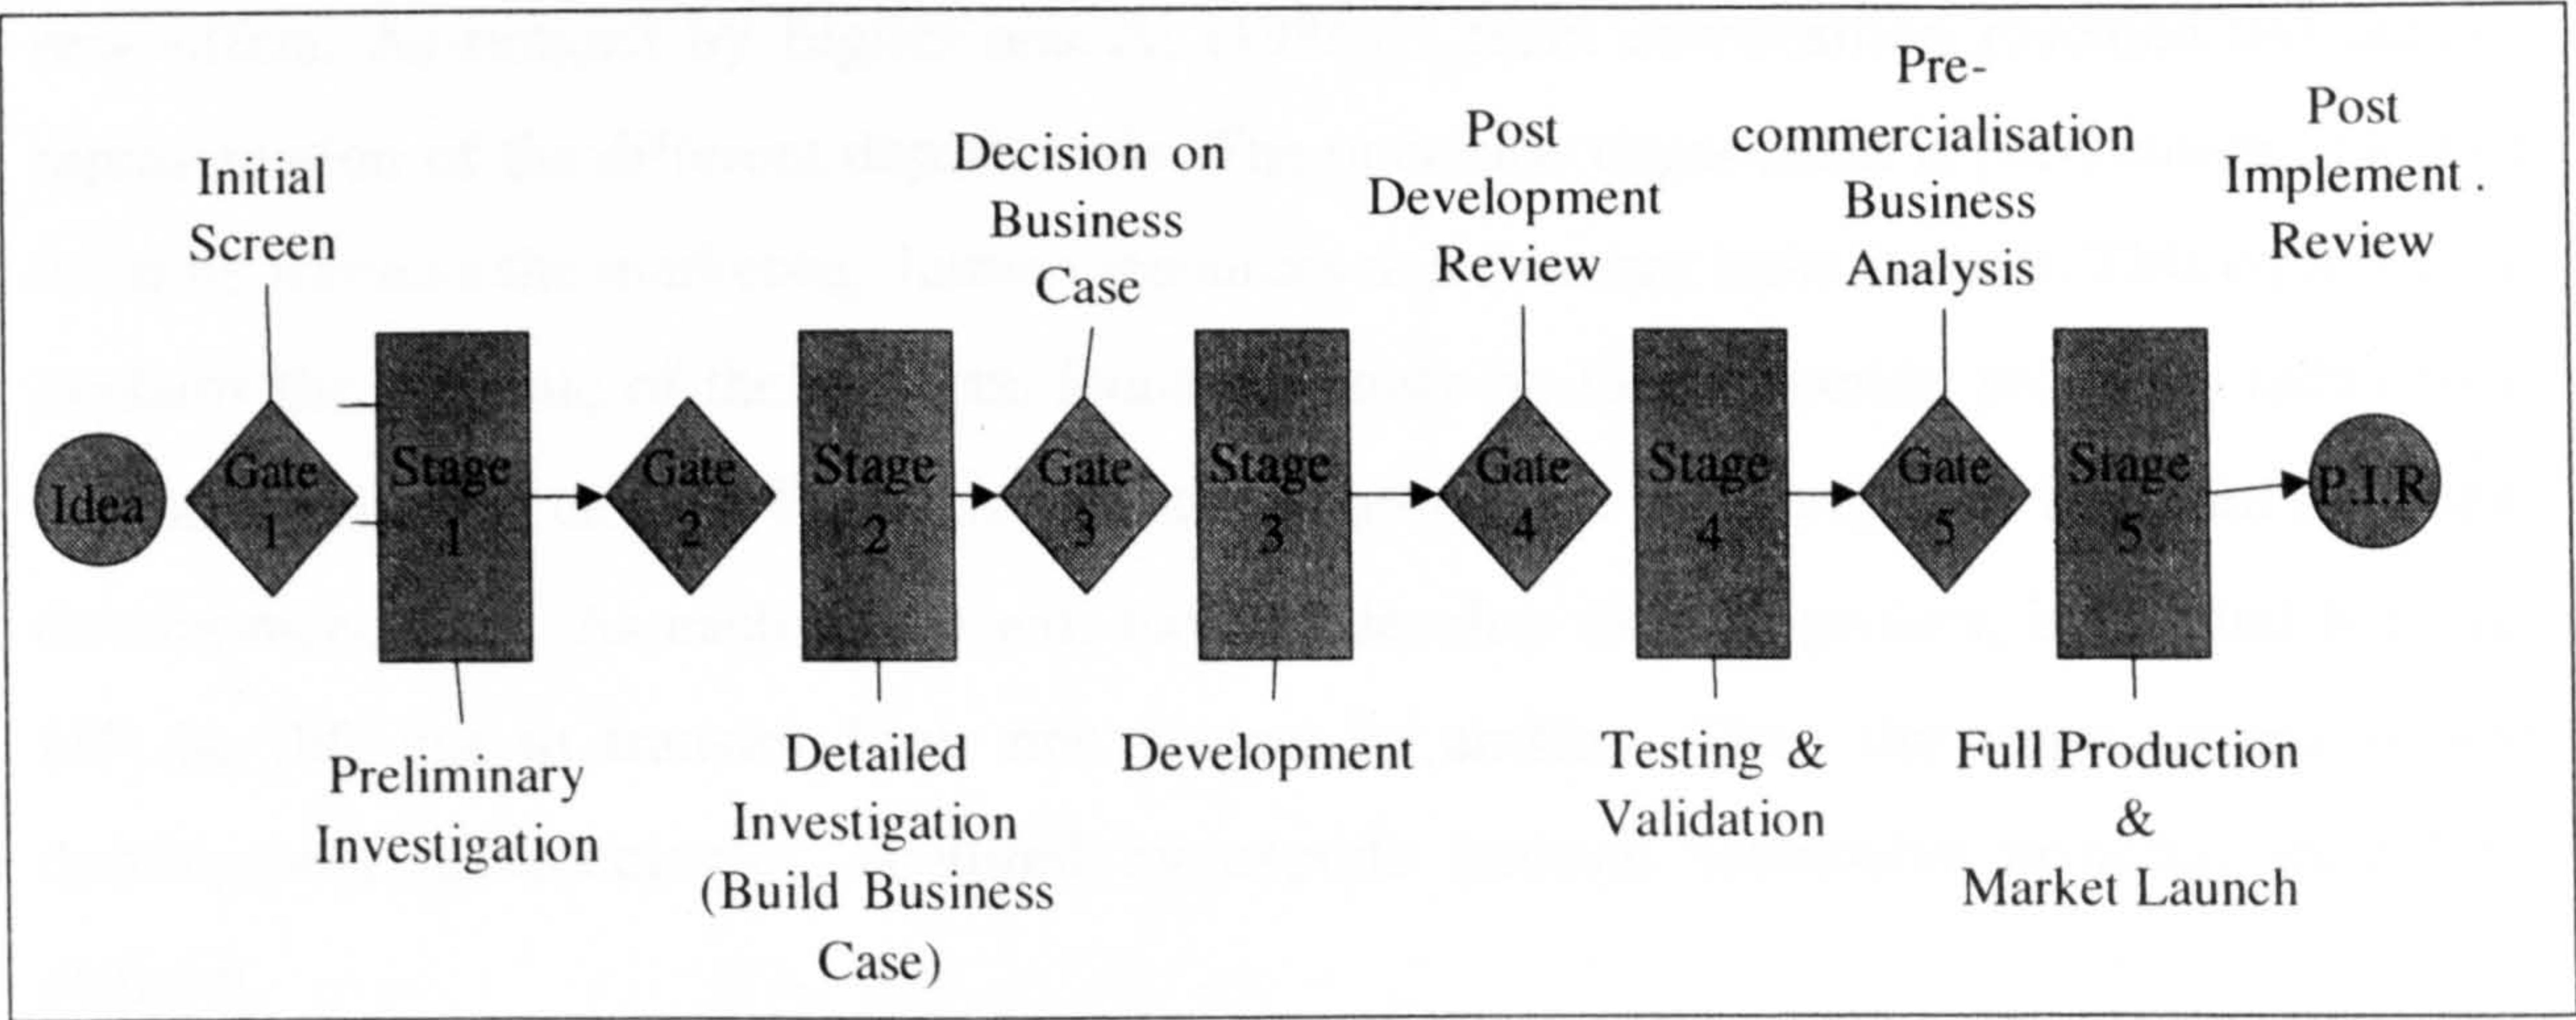 Initial
Screen
Decision on
Business
Case
Post
Development
Review
Pre-
commercialisation
Business
Analysis
Post
Implement .
Review
Idea
Gate
1
Stage
1
Gate
2
Stage
2
Gate
3
Stage
3
Gate
4
Stage
4
Gate
5
Stage
5
P.I.R
Preliminary
Investigation
Detailed
Investigation
(Build Business
Case)
Development
Testing &
Validation
Full Production
&
Market Launch